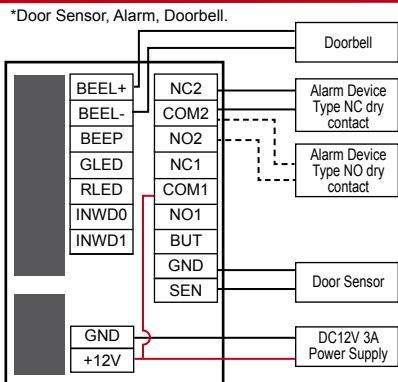 *Door Sensor, Alarm, Doorbell.
Doorbell
BEEL+
BEEL-
BEEP
GLED
RLED
INWD0
INWD1
GND
+12V
NC2
COM2
NO2
NC1
COM1
NO1
BUT
GND
SEN
Alarm Device
Type NC dry
contact
Alarm Device
Type NO dry
contact
Door Sensor
DC12V 3A
Power Supply